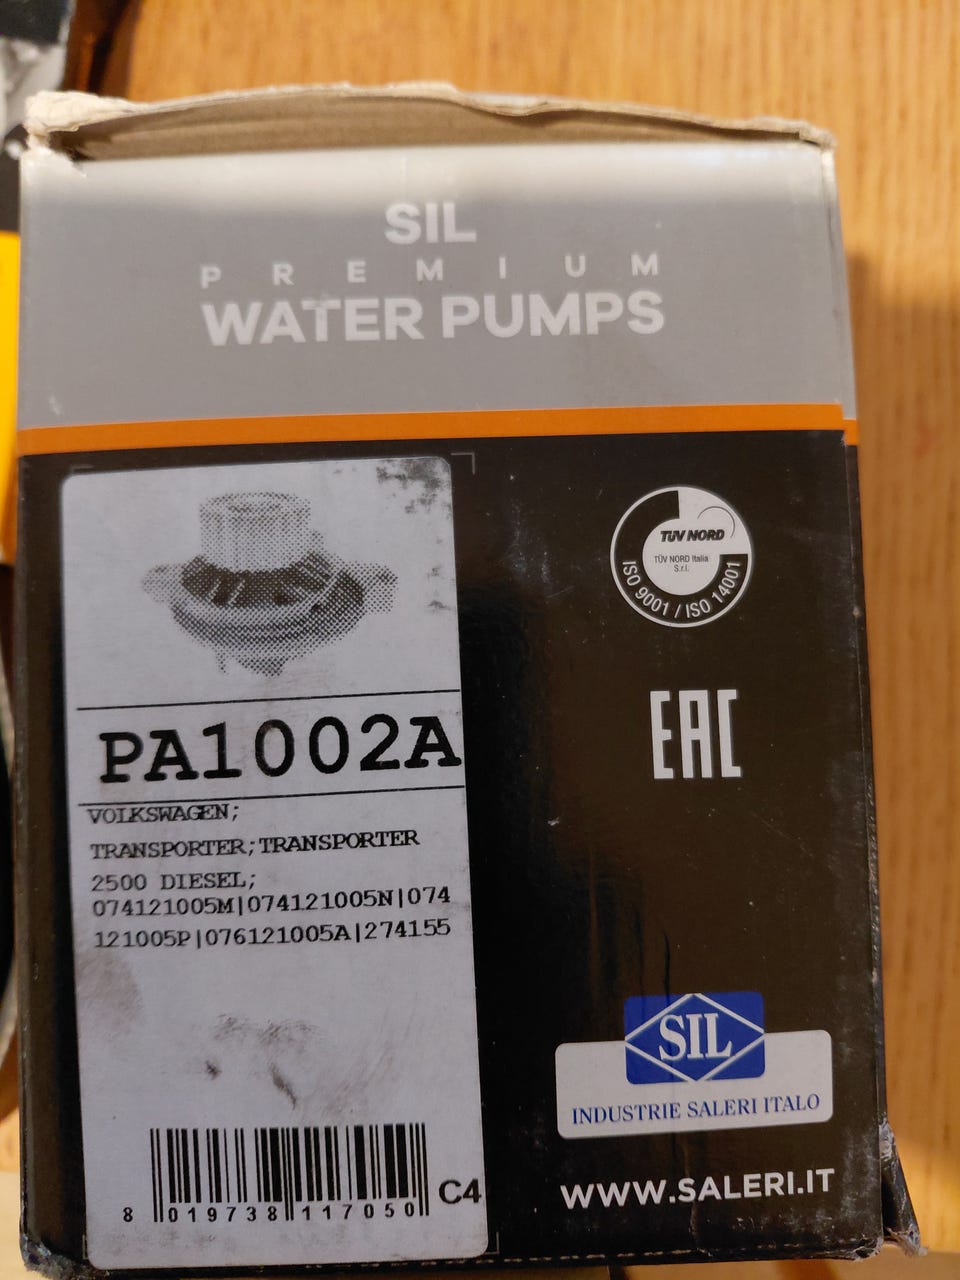 SIL
PREMIUM
WATER PUMPS
TÜV NORD
TÜV NORD Italia
S.r.l.
ISO 9001 / ISO 14001
EAC
PA1002A
VOLKSWAGEN;
TRANSPORTER;TRANSPORTER
2500 DIESEL;
074121005M|074121005N|074
121005P|076121005A|274155
8 019738 117050
C4
SIL
INDUSTRIE SALERI ITALO
WWW.SALERI.IT